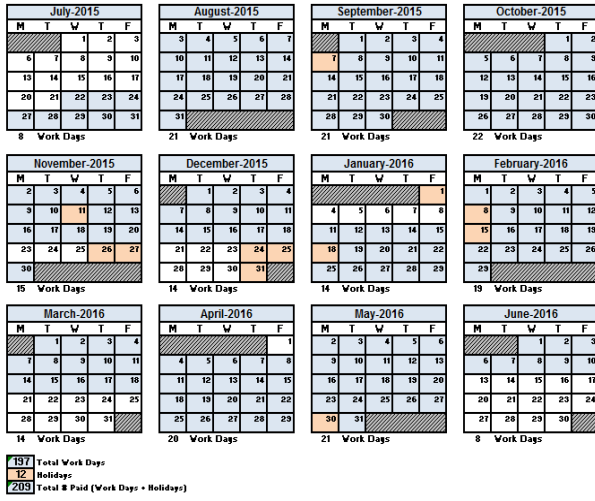 July-2015 August-2015 September-2015 October-2015
M T W T F M T W T F M T W T F M T W T F
1 2 3 3 4 5 6 7 1 2 3 4 1 2
6 7 8 9 10 10 11 12 13 14 7 8 9 10 11 5 6 7 8 9
13 14 15 16 17 17 18 19 20 21 14 15 16 17 18 12 13 14 15 16
20 21 22 23 24 24 25 26 27 28 21 22 23 24 25 19 20 21 22 23
27 28 29 30 31 31 28 29 30 26 27 28 29 30
8 Work Days 21 Work Days 21 Work Days 22 Work Days
November-2015 December-2015 January-2016 February-2016
M T W T F M T W T F M T W T F M T W T F
2 3 4 5 6 1 2 3 4 1 1 2 3 4 5
9 10 11 12 13 7 8 9 10 11 4 5 6 7 8 8 9 10 11 12
16 17 18 19 20 14 15 16 17 18 11 12 13 14 15 15 16 17 18 19
23 24 25 26 27 21 22 23 24 25 18 19 20 21 22 22 23 24 25 26
30 28 29 30 31 25 26 27 28 29 29
15 Work Days 14 Work Days 14 Work Days 19 Work Days
March-2016 April-2016 May-2016 June-2016
M T W T F M T W T F M T W T F M T W T F
1 2 3 4 1 2 3 4 5 6 1 2 3
7 8 9 10 11 4 5 6 7 8 9 10 11 12 13 6 7 8 9 10
14 15 16 17 18 11 12 13 14 15 16 17 18 19 20 13 14 15 16 17
21 22 23 24 25 18 19 20 21 22 23 24 25 26 27 20 21 22 23 24
28 29 30 31 25 26 27 28 29 30 31 27 28 29 30
14 Work Days 20 Work Days 21 Work Days 8 Work Days
197 Total Work Days
12 Holidays
209 Total # Paid (Work Days + Holidays)